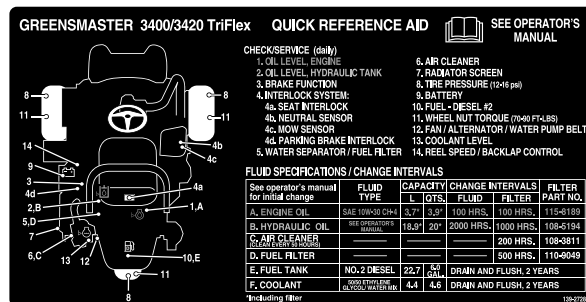 GREENSMASTER 3400/3420 TriFlex QUICK REFERENCE AID
SEE OPERATOR'S
MANUAL
CHECK/SERVICE (daily)
1. OIL LEVEL, ENGINE
2. OIL LEVEL, HYDRAULIC TANK
3. BRAKE FUNCTION
4. INTERLOCK SYSTEM:
4a. SEAT INTERLOCK
4b. NEUTRAL SENSOR
4c. MOW SENSOR
4d. PARKING BRAKE INTERLOCK
5. WATER SEPARATOR / FUEL FILTER
6. AIR CLEANER
7. RADIATOR SCREEN
8. TIRE PRESSURE (12-16 psi)
9. BATTERY
10. FUEL - DIESEL #2
11. WHEEL NUT TORQUE (70-90 FT-LBS)
12. FAN / ALTERNATOR / WATER PUMP BELT
13. COOLANT LEVEL
14. REEL SPEED / BACKLAP CONTROL
8
11
8
11
14
9
3
4d
2,B
5,D
7
6,C
13
12
4b
4c
4a
1,A
10,E
11
8
FLUID SPECIFICATIONS / CHANGE INTERVALS
See operator's manual for initial change FLUID TYPE CAPACITY L QTS. CHANGE INTERVALS FLUID FILTER FILTER PART NO.
A. ENGINE OIL SAE 10W-30 CH-4 3.7* 3.9* 100 HRS. 100 HRS. 115-8189
B. HYDRAULIC OIL SEE OPERATOR'S MANUAL 18.9* 20* 2000 HRS. 1000 HRS. 108-5194
C. AIR CLEANER (CLEAN EVERY 50 HOURS) 200 HRS. 108-3811
D. FUEL FILTER 500 HRS. 110-9049
E. FUEL TANK NO. 2 DIESEL 22.7 6.0 GAL. DRAIN AND FLUSH, 2 YEARS
F. COOLANT 50/50 ETHYLENE GLYCOL/ WATER MIX 4.4 4.6 DRAIN AND FLUSH, 2 YEARS
*Including filter